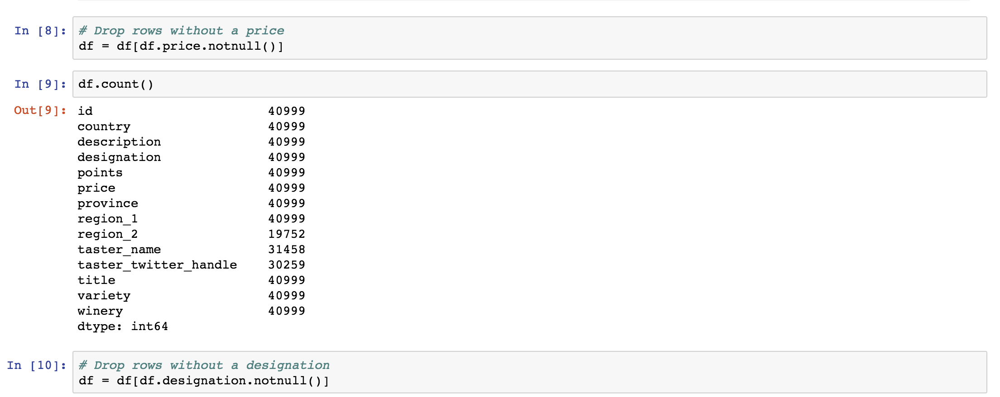 In [8]: # Drop rows without a price
df = df[df.price.notnull()]
In [9]: df.count()
Out[9]: id 40999
country 40999
description 40999
designation 40999
points 40999
price 40999
province 40999
region_1 40999
region_2 19752
taster_name 31458
taster_twitter_handle 30259
title 40999
variety 40999
winery 40999
dtype: int64
In [10]: # Drop rows without a designation
df = df[df.designation.notnull()]